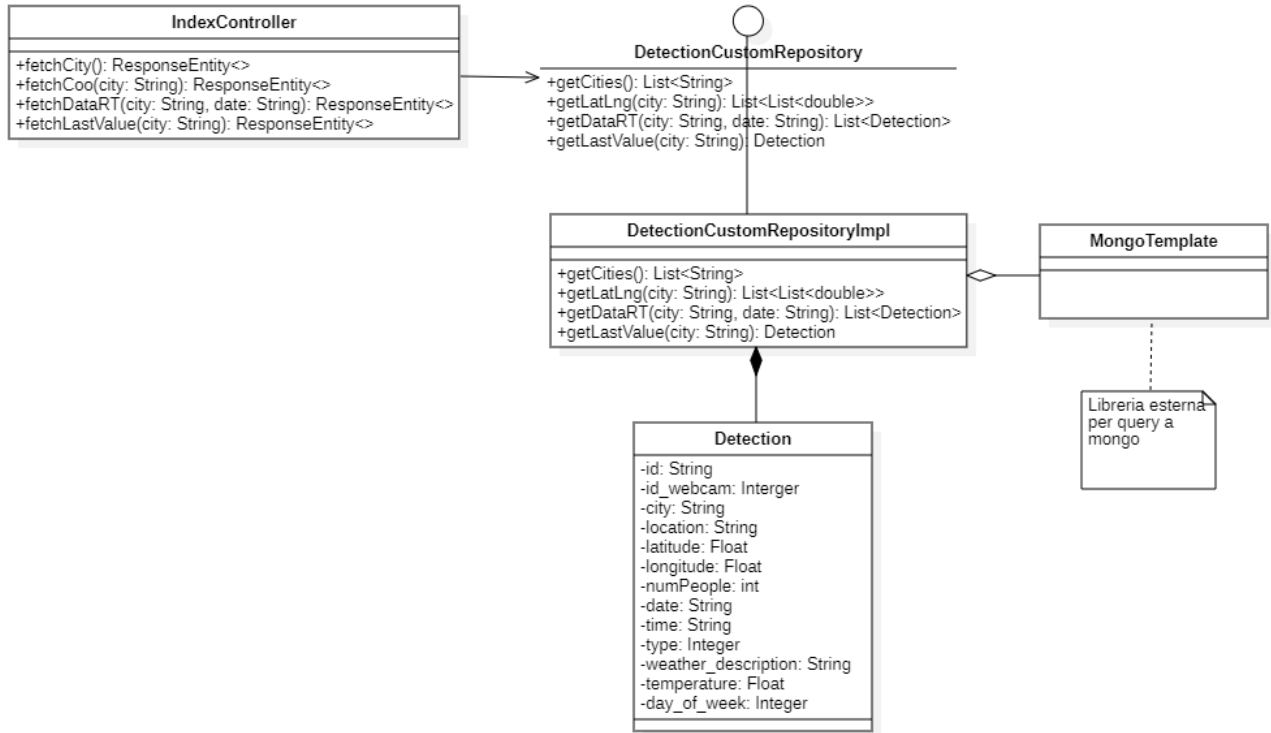 IndexController
+fetchCity(): ResponseEntity<>
+fetchCoo(city: String): ResponseEntity<>
+fetchDataRT(city: String, date: String): ResponseEntity<>
+fetchLastValue(city: String): ResponseEntity<>
DetectionCustomRepository
+getCities(): List<String>
+getLatLng(city: String): List<List<double>>
+getDataRT(city: String, date: String): List<Detection>
+getLastValue(city: String): Detection
DetectionCustomRepositoryImpl
+getCities(): List<String>
+getLatLng(city: String): List<List<double>>
+getDataRT(city: String, date: String): List<Detection>
+getLastValue(city: String): Detection
MongoTemplate
Libreria esterna
per query a
mongo
Detection
-id: String
-id_webcam: Interger
-city: String
-location: String
-latitude: Float
-longitude: Float
-numPeople: int
-date: String
-time: String
-type: Integer
-weather_description: String
-temperature: Float
-day_of_week: Integer